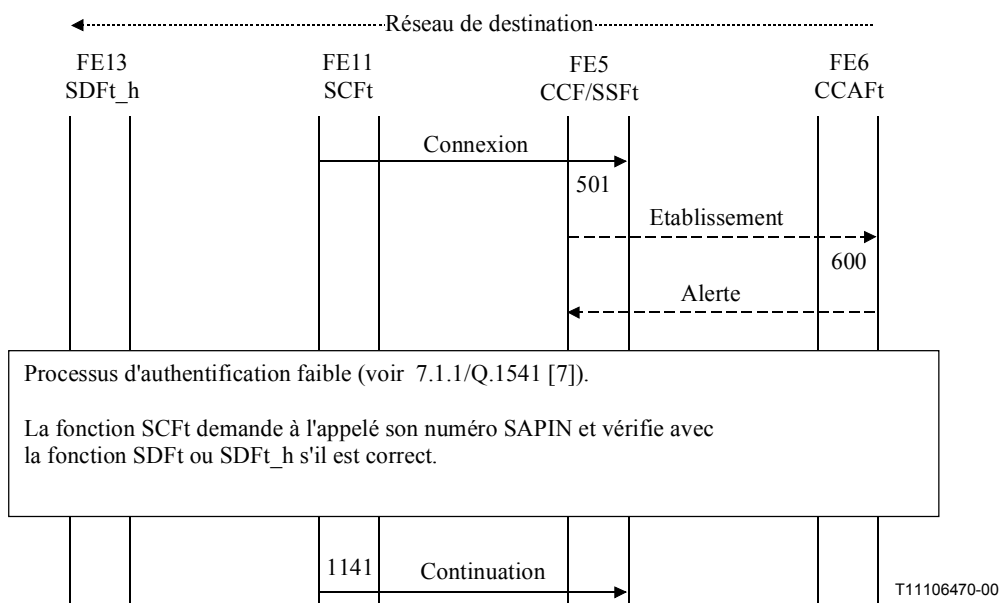 Réseau de destination
FE13
SDFt_h
FE11
SCFt
FE5
CCF/SSFt
FE6
CCAFt
Connexion
501
Etablissement
600
Alerte
Processus d'authentification faible (voir 7.1.1/Q.1541 [7]).
La fonction SCFt demande à l'appelé son numéro SAPIN et vérifie avec
la fonction SDFt ou SDFt_h s'il est correct.
1141
Continuation
T11106470-00